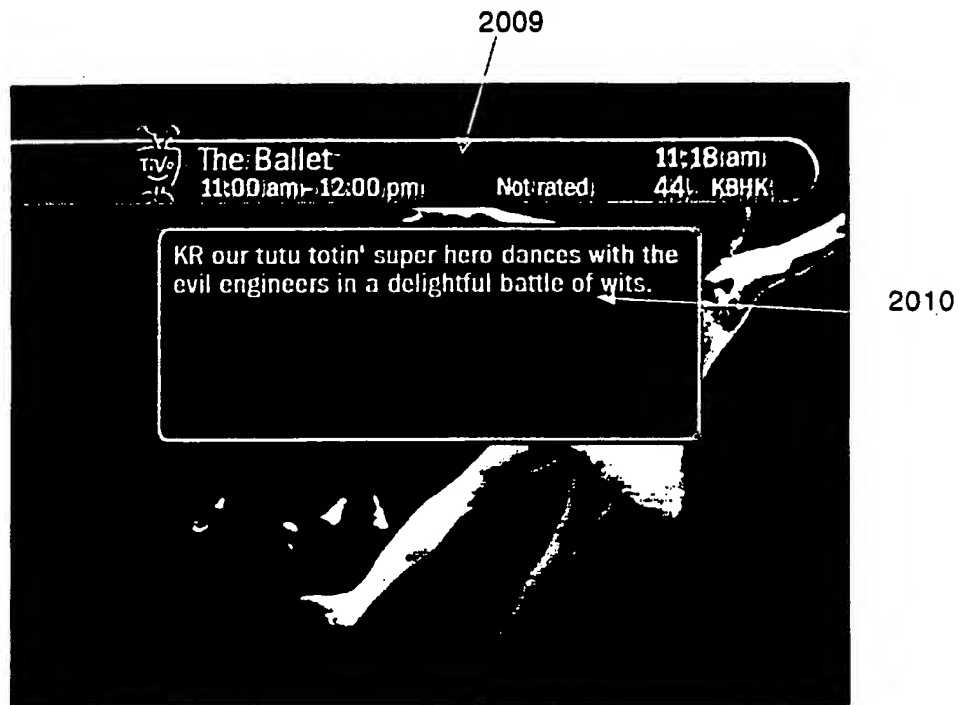 2009
TiVo The Ballet 11:18 am
11:00 am - 12:00 pm Not rated 44 KBHK
KR our tutu totin' super hero dances with the
evil engineers in a delightful battle of wits.
2010